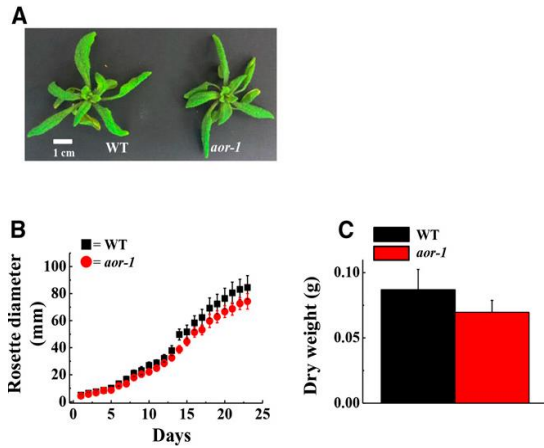 A
WT
aor-1
1 cm
B
= WT
= aor-1
Rosette diameter
(mm)
100
80
60
40
20
0
0 5 10 15 20 25
Days
C
WT
aor-1
Dry weight (g)
0.10
0.05
0.00